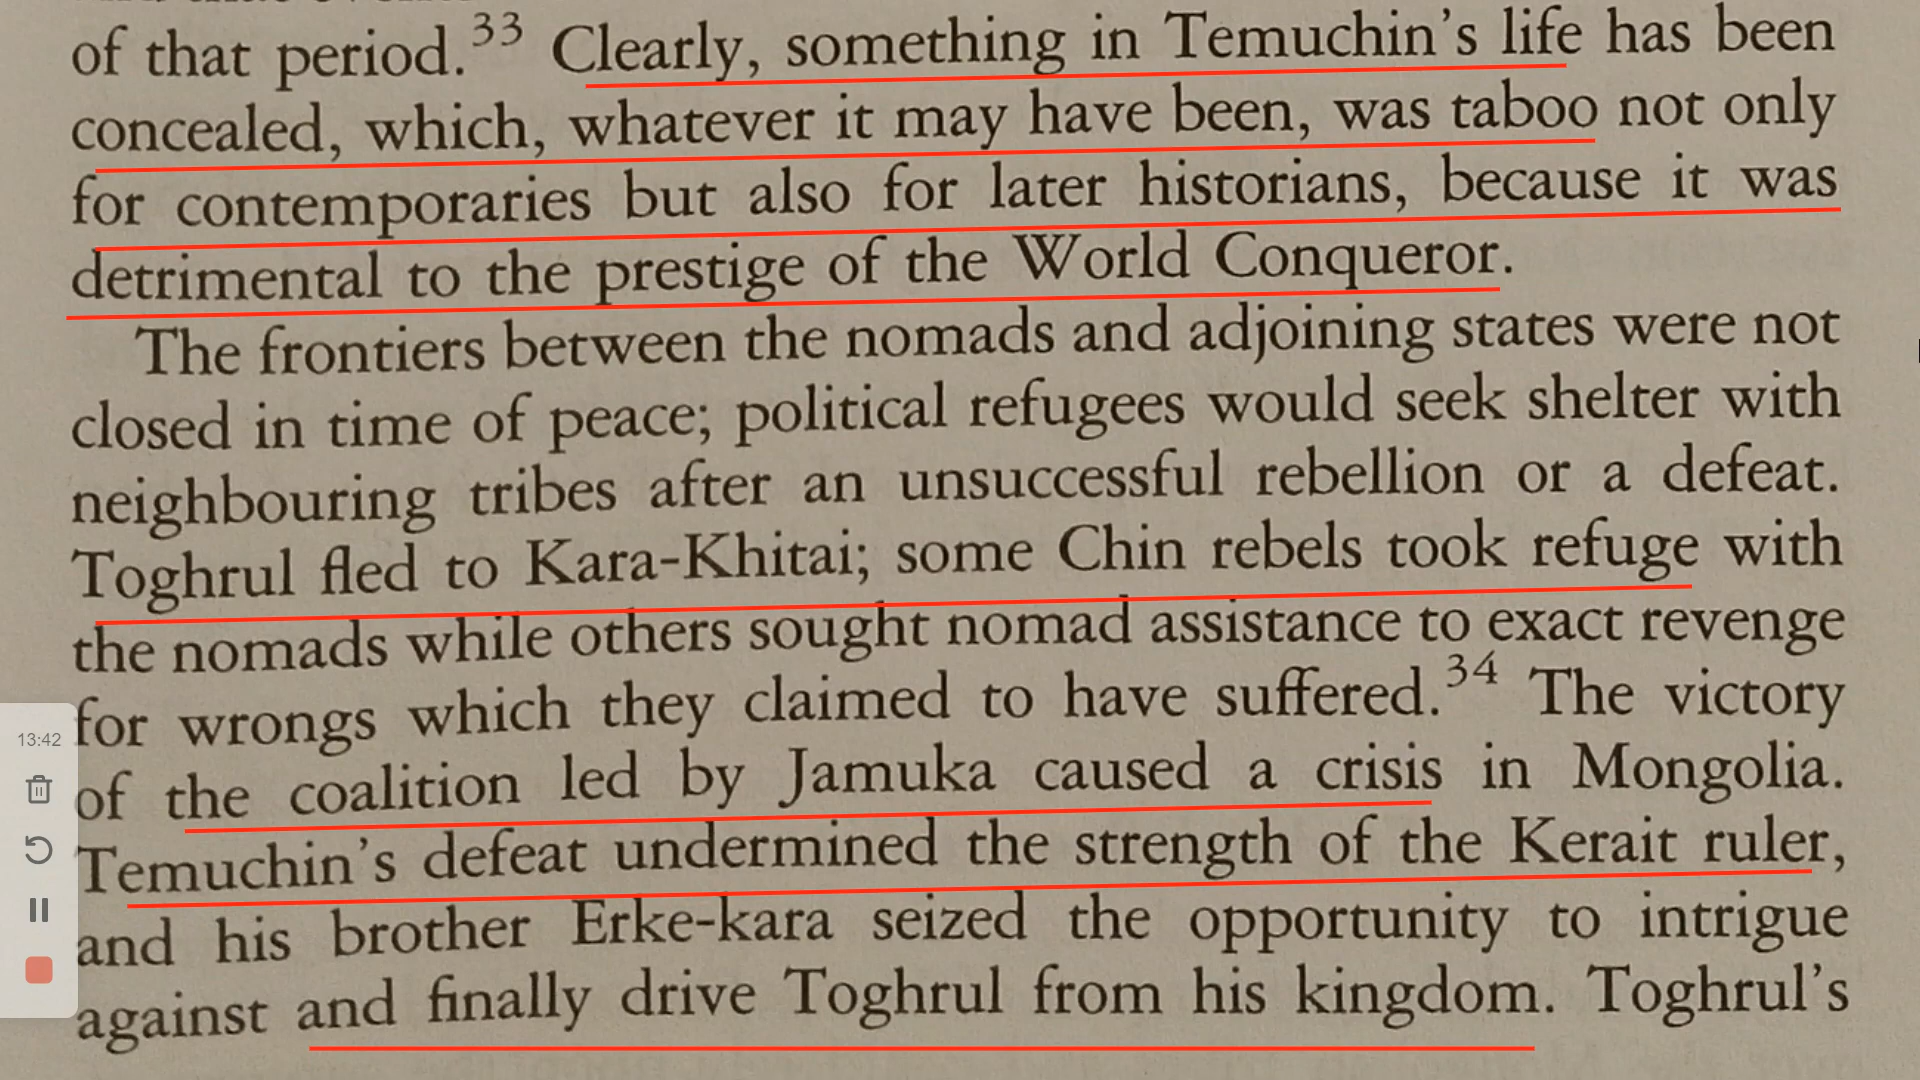 of that period.33 Clearly, something in Temuchin's life has been
concealed, which, whatever it may have been, was taboo not only
for contemporaries but also for later historians, because it was
detrimental to the prestige of the World Conqueror.
The frontiers between the nomads and adjoining states were not
closed in time of peace; political refugees would seek shelter with
neighbouring tribes after an unsuccessful rebellion or a defeat.
Toghrul fled to Kara-Khitai; some Chin rebels took refuge with
the nomads while others sought nomad assistance to exact revenge
for wrongs which they claimed to have suffered.34 The victory
of the coalition led by Jamuka caused a crisis in Mongolia.
Temuchin's defeat undermined the strength of the Kerait ruler,
and his brother Erke-kara seized the opportunity to intrigue
against and finally drive Toghrul from his kingdom. Toghrul's
13:42